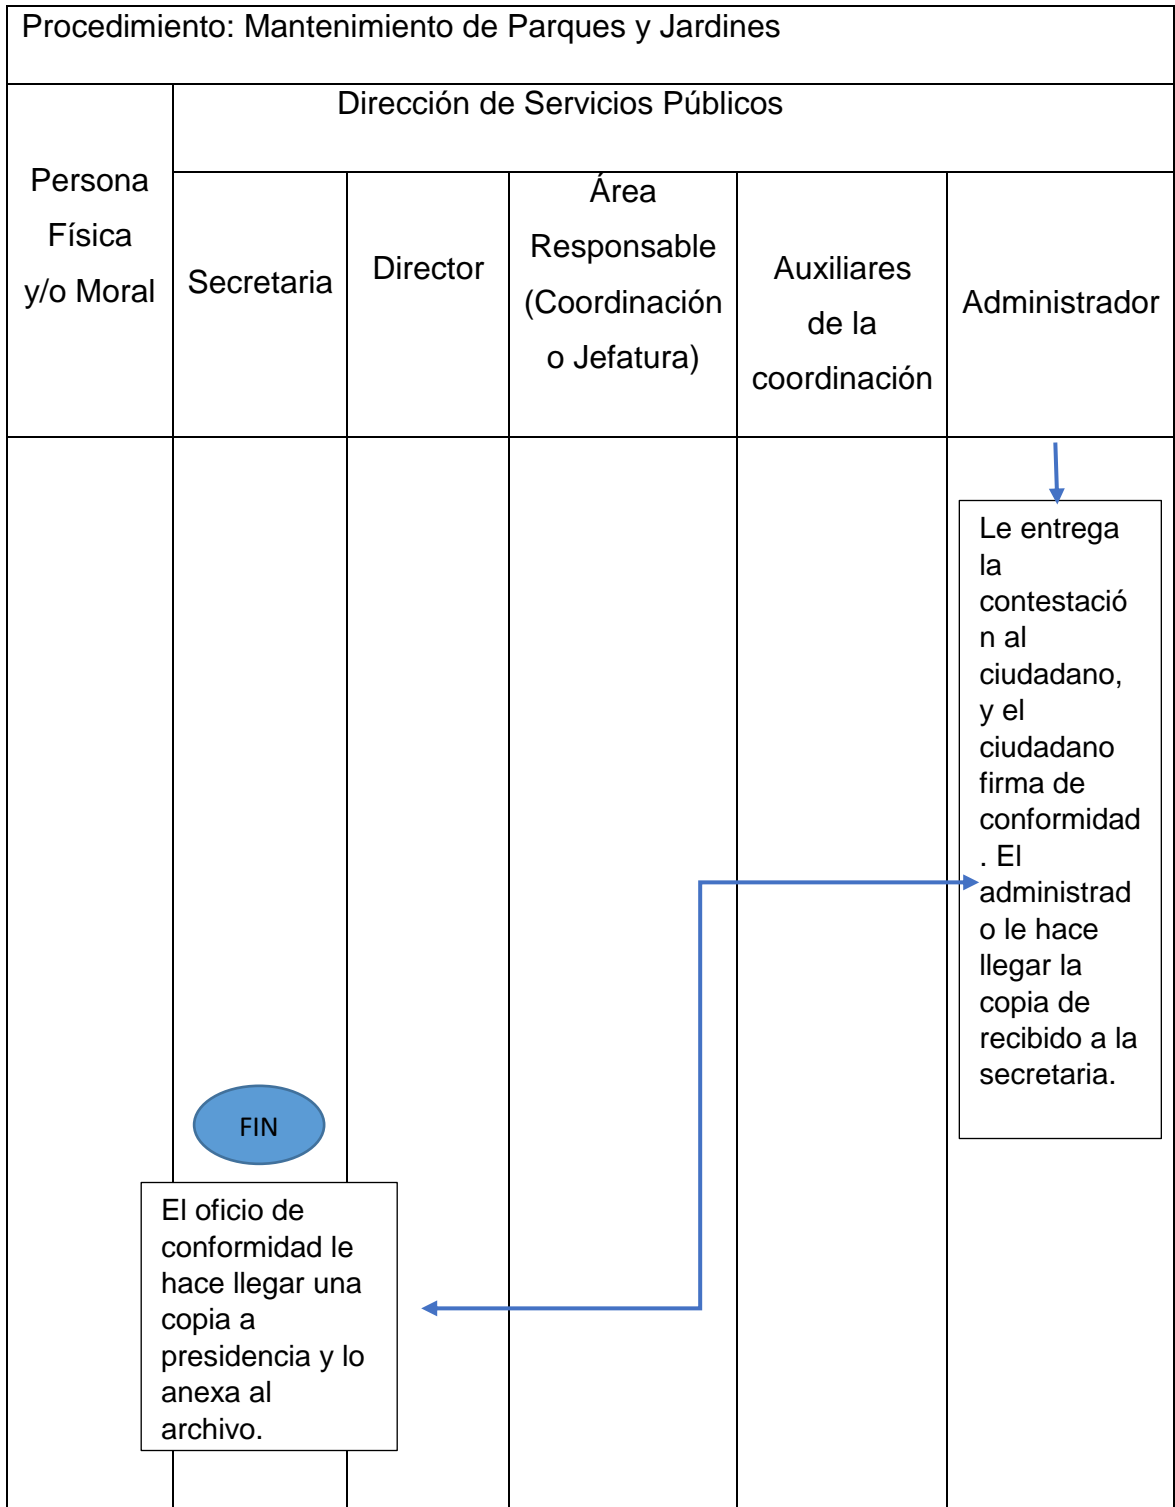 Procedimiento: Mantenimiento de Parques y Jardines
Dirección de Servicios Públicos
Persona
Física
y/o Moral
Secretaria
Director
Área
Responsable
(Coordinación
o Jefatura)
Auxiliares
de la
coordinación
Administrador
Le entrega
la
contestació
n al
ciudadano,
y el
ciudadano
firma de
conformidad
. El
administrad
o le hace
llegar la
copia de
recibido a la
secretaria.
FIN
El oficio de
conformidad le
hace llegar una
copia a
presidencia y lo
anexa al
archivo.